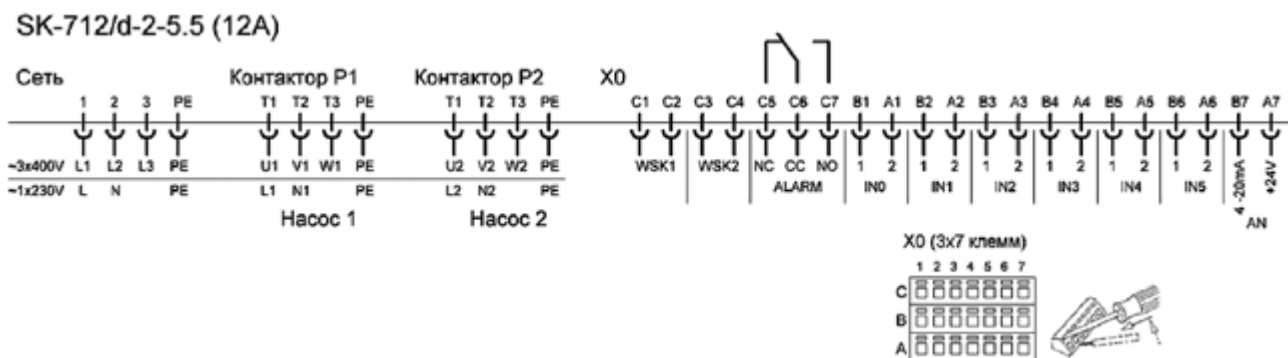 SK-712/d-2-5.5 (12A)
Сеть Контактор P1 Контактор P2 X0
1 2 3 PE T1 T2 T3 PE T1 T2 T3 PE C1 C2 C3 C4 C5 C6 C7 B1 A1 B2 A2 B3 A3 B4 A4 B5 A5 B6 A6 B7 A7
~3x400V L1 L2 L3 PE U1 V1 W1 PE U2 V2 W2 PE WSK1 WSK2 NC CC NO 1 2 1 2 1 2 1 2 1 2 1 2 4 -20mA +24V
~1x230V L N PE L1 N1 PE L2 N2 PE ALARM IN0 IN1 IN2 IN3 IN4 IN5 AN
Насос 1 Насос 2
X0 (3x7 клемм)
1 2 3 4 5 6 7
C
B
A